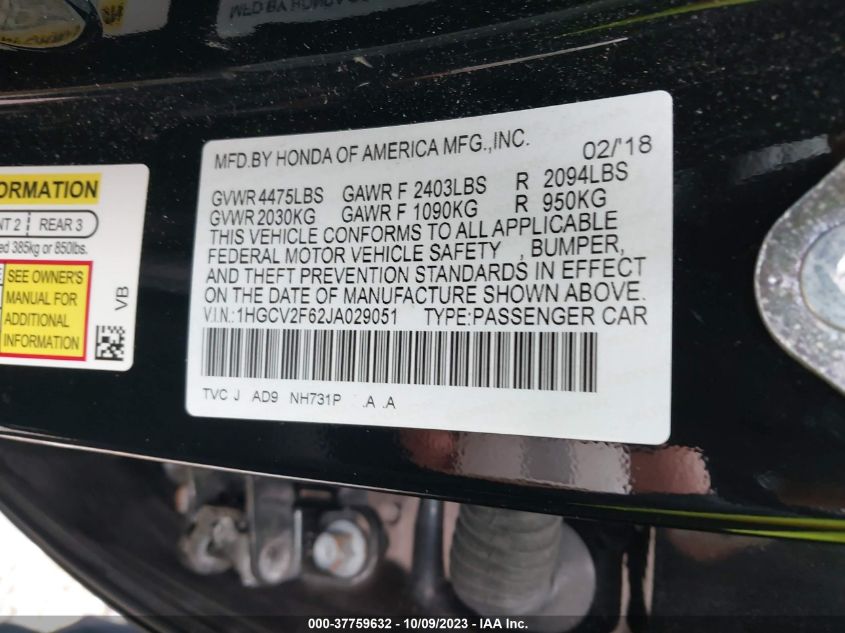 MFD.BY HONDA OF AMERICA MFG.,INC. 02/'18
GVWR 4475LBS GAWR F 2403LBS R 2094LBS
GVWR 2030KG GAWR F 1090KG R 950KG
THIS VEHICLE CONFORMS TO ALL APPLICABLE
FEDERAL MOTOR VEHICLE SAFETY , BUMPER,
AND THEFT PREVENTION STANDARDS IN EFFECT
ON THE DATE OF MANUFACTURE SHOWN ABOVE.
V.I.N.:1HGCV2F62JA029051 TYPE:PASSENGER CAR
TVC J AD9 NH731P .A .A
FORMATION
NT 2 REAR 3
ed 385kg or 850lbs.
SEE OWNER'S
MANUAL FOR
ADDITIONAL
INFORMATION
VB
000-37759632 - 10/09/2023 - IAA Inc.